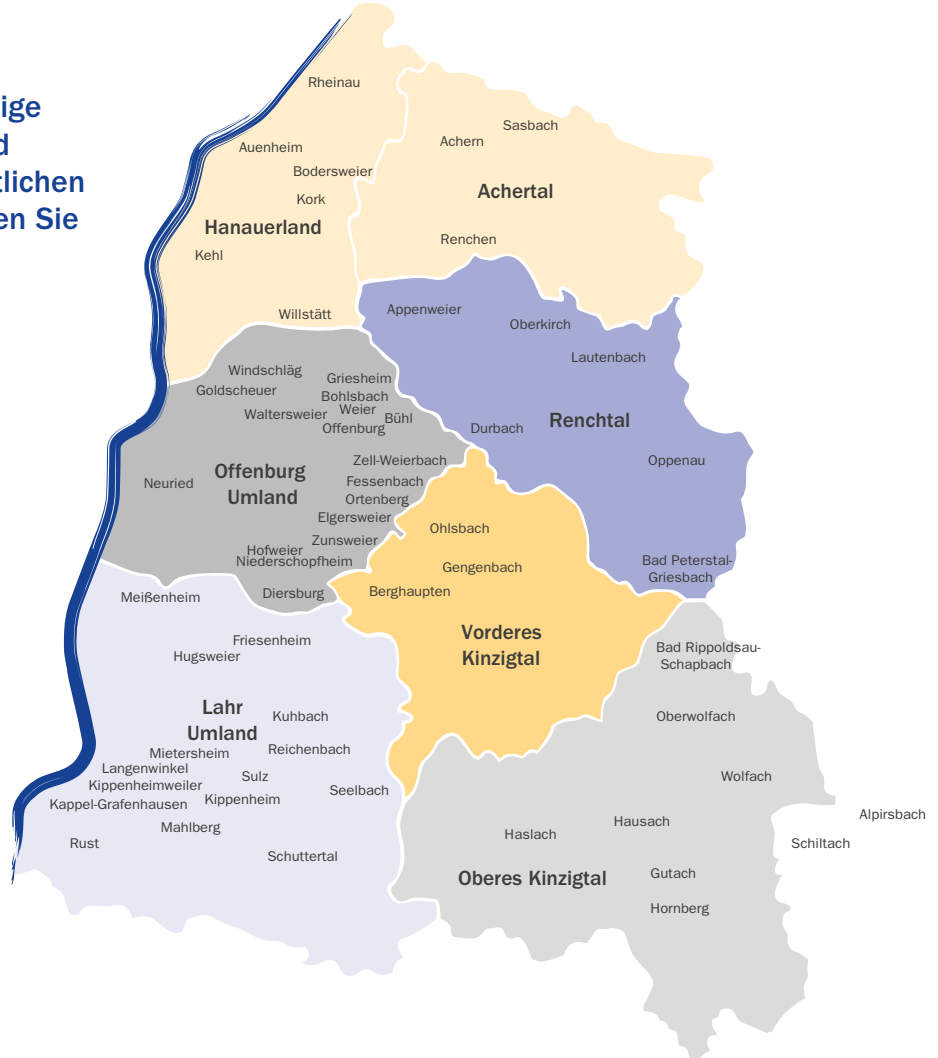 ige
d
tlichen
en Sie
Rheinau
Sasbach
Achern
Auenheim
Bodersweier
Achertal
Kork
Hanauerland
Renchen
Kehl
Appenweier
Willstätt
Oberkirch
Lautenbach
Windschläg
Griesheim
Goldscheuer
Bohlsbach
Weier
Waltersweier
Bühl
Offenburg
Durbach
Renchtal
Zell-Weierbach
Oppenau
Offenburg
Umland
Neuried
Fessenbach
Ortenberg
Elgersweier
Ohlsbach
Zunsweier
Hofweier
Niederschopfheim
Gengenbach
Bad Peterstal-
Griesbach
Diersburg
Berghaupten
Meißenheim
Vorderes
Kinzigtal
Friesenheim
Hugsweier
Bad Rippoldsau-
Schapbach
Lahr
Umland
Kuhbach
Oberwolfach
Reichenbach
Mietersheim
Langenwinkel
Sulz
Wolfach
Kippenheimweiler
Seelbach
Kippenheim
Kappel-Grafenhausen
Alpirsbach
Mahlberg
Hausach
Haslach
Rust
Schiltach
Schuttertal
Gutach
Oberes Kinzigtal
Hornberg